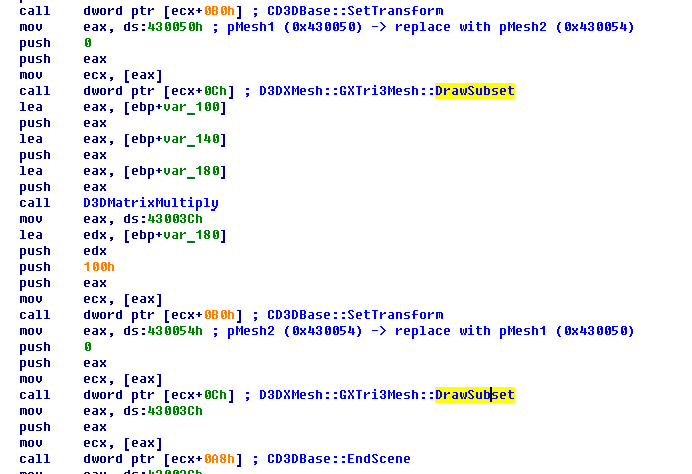 call dword ptr [ecx+0B0h] ; CD3DBase::SetTransform
mov eax, ds:430050h ; pMesh1 (0x430050) -> replace with pMesh2 (0x430054)
push 0
push eax
mov ecx, [eax]
call dword ptr [ecx+0Ch] ; D3DXMesh::GXTri3Mesh::DrawSubset
lea eax, [ebp+var_100]
push eax
lea eax, [ebp+var_140]
push eax
lea eax, [ebp+var_180]
push eax
call D3DMatrixMultiply
mov eax, ds:43003Ch
lea edx, [ebp+var_180]
push edx
push 100h
push eax
mov ecx, [eax]
call dword ptr [ecx+0B0h] ; CD3DBase::SetTransform
mov eax, ds:430054h ; pMesh2 (0x430054) -> replace with pMesh1 (0x430050)
push 0
push eax
mov ecx, [eax]
call dword ptr [ecx+0Ch] ; D3DXMesh::GXTri3Mesh::DrawSubset
mov eax, ds:43003Ch
push eax
mov ecx, [eax]
call dword ptr [ecx+0A8h] ; CD3DBase::EndScene
mov eax, ds:43003Ch